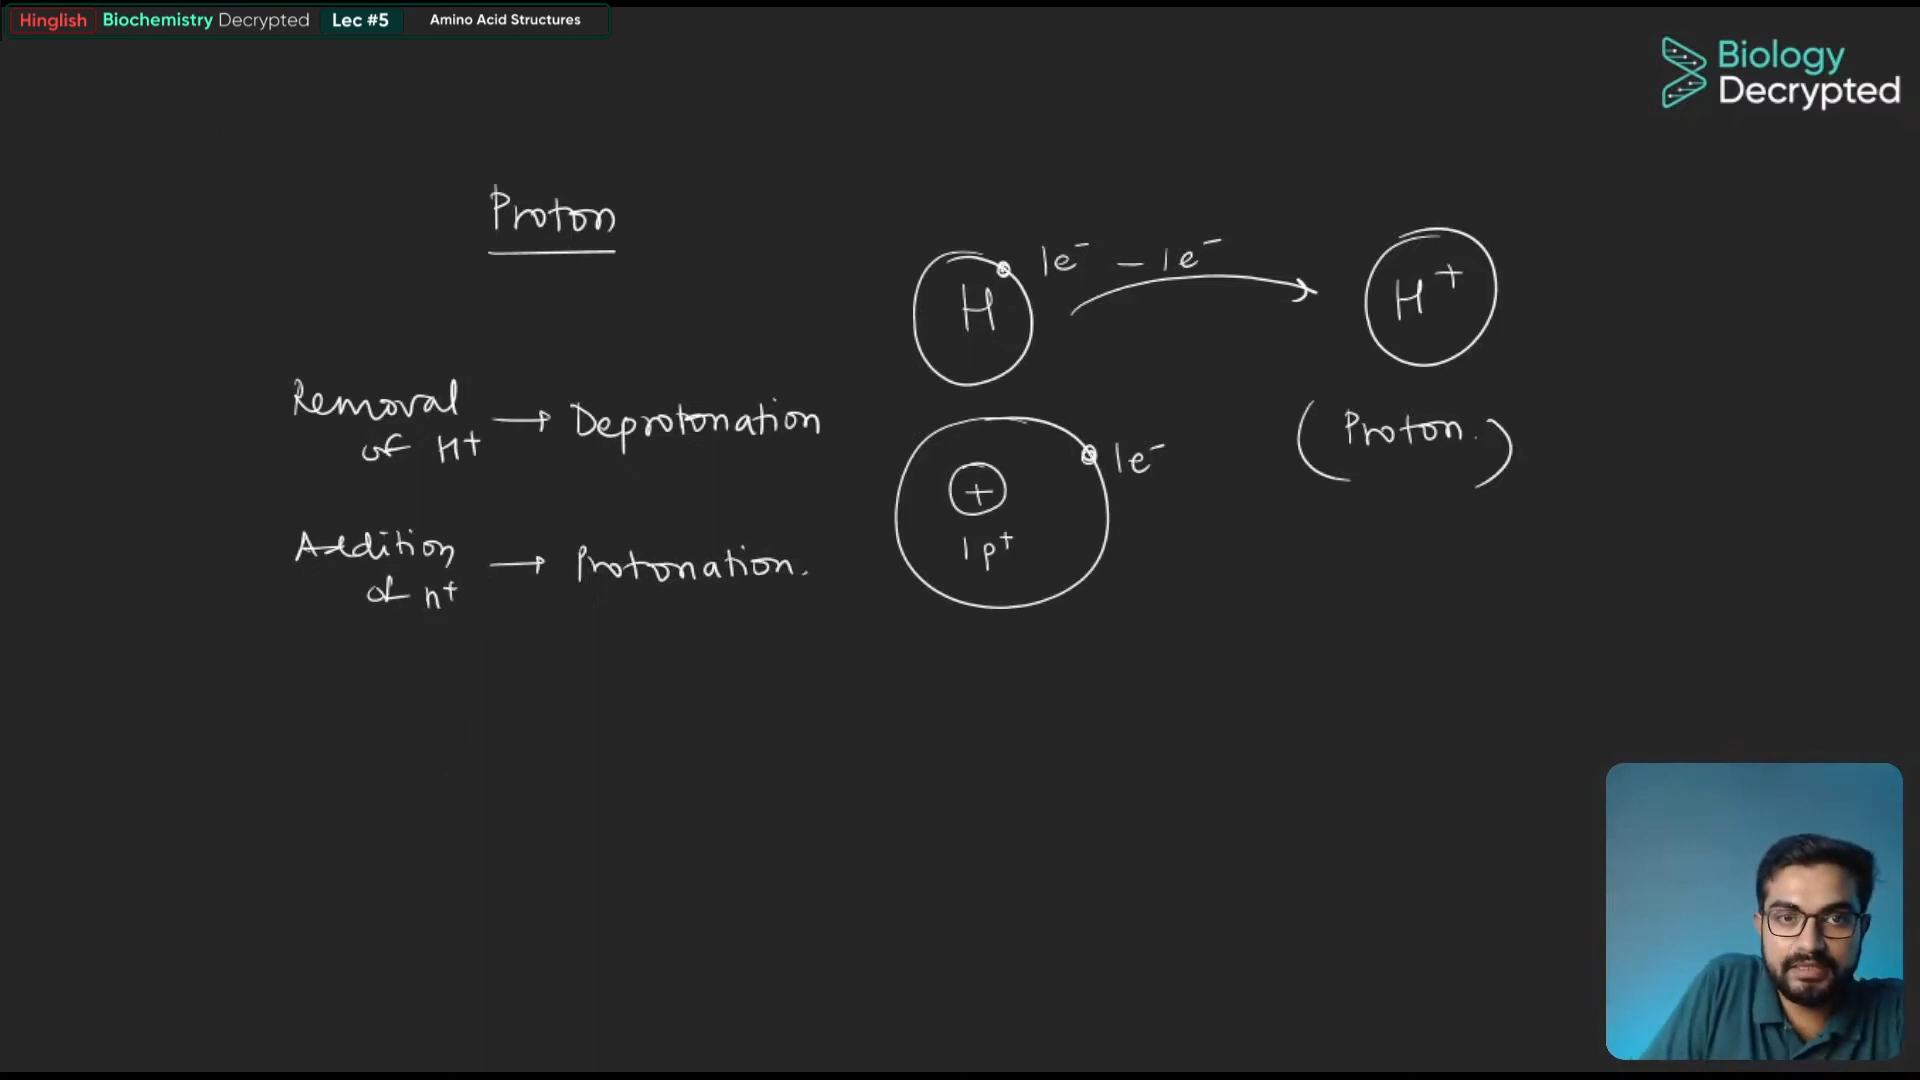 Hinglish Biochemistry Decrypted Lec #5 Amino Acid Structures
Biology
Decrypted
Proton
Removal
of H+ → Deprotonation
Addition
of H+ → Protonation.
H 1e⁻ – 1e⁻ → H⁺
(Proton.)
+ 1e⁻
1p⁺